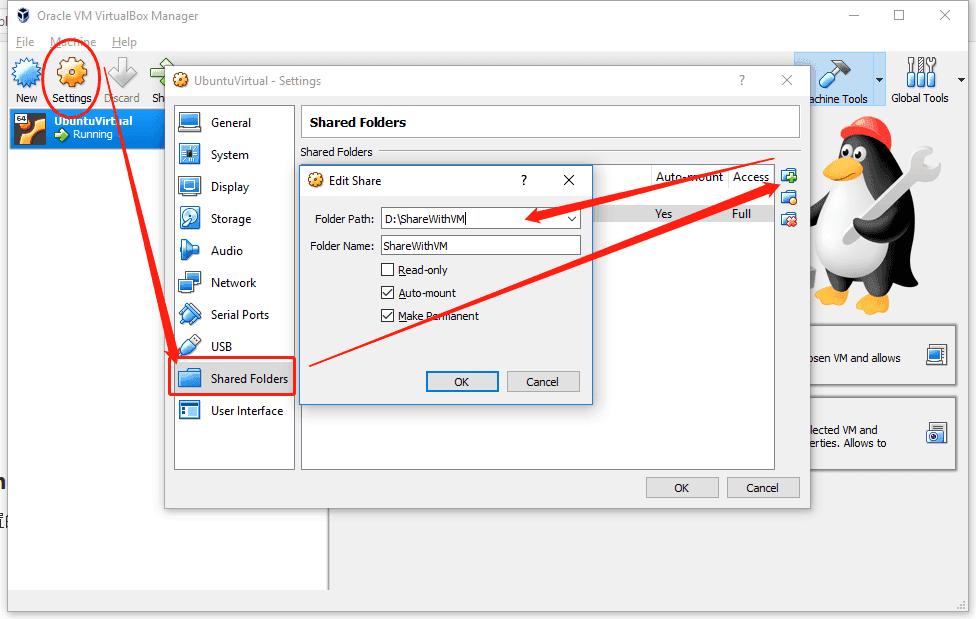 Oracle VM VirtualBox Manager
File Machine Help
New Settings Discard
Machine Tools Global Tools
64
UbuntuVirtual
Running
UbuntuVirtual - Settings ?
General
System
Display
Storage
Audio
Network
Serial Ports
USB
Shared Folders
User Interface
Shared Folders
Shared Folders
Auto-mount Access
Yes Full
Edit Share ?
Folder Path: D:\ShareWithVM
Folder Name: ShareWithVM
Read-only
Auto-mount
Make Permanent
OK Cancel
OK Cancel
osen VM and allows
lected VM and
erties. Allows to